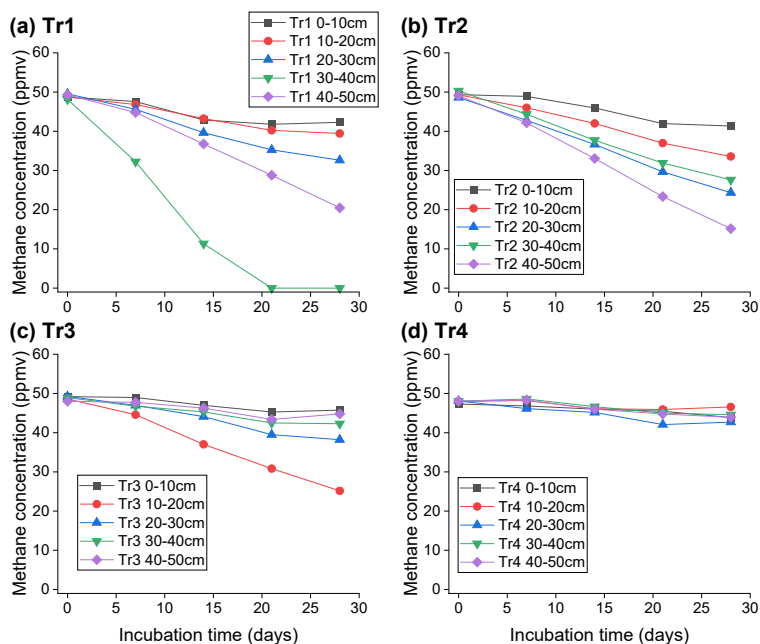 (a) Tr1
Tr1 0-10cm
Tr1 10-20cm
Tr1 20-30cm
Tr1 30-40cm
Tr1 40-50cm
Methane concentration (ppmv)
60
50
40
30
20
10
0
0 5 10 15 20 25 30
(b) Tr2
Methane concentration (ppmv)
60
50
40
30
20
10
0
Tr2 0-10cm
Tr2 10-20cm
Tr2 20-30cm
Tr2 30-40cm
Tr2 40-50cm
0 5 10 15 20 25 30
(c) Tr3
Methane concentration (ppmv)
60
50
40
30
20
10
0
Tr3 0-10cm
Tr3 10-20cm
Tr3 20-30cm
Tr3 30-40cm
Tr3 40-50cm
0 5 10 15 20 25 30
Incubation time (days)
(d) Tr4
Methane concentration (ppmv)
60
50
40
30
20
10
0
Tr4 0-10cm
Tr4 10-20cm
Tr4 20-30cm
Tr4 30-40cm
Tr4 40-50cm
0 5 10 15 20 25 30
Incubation time (days)